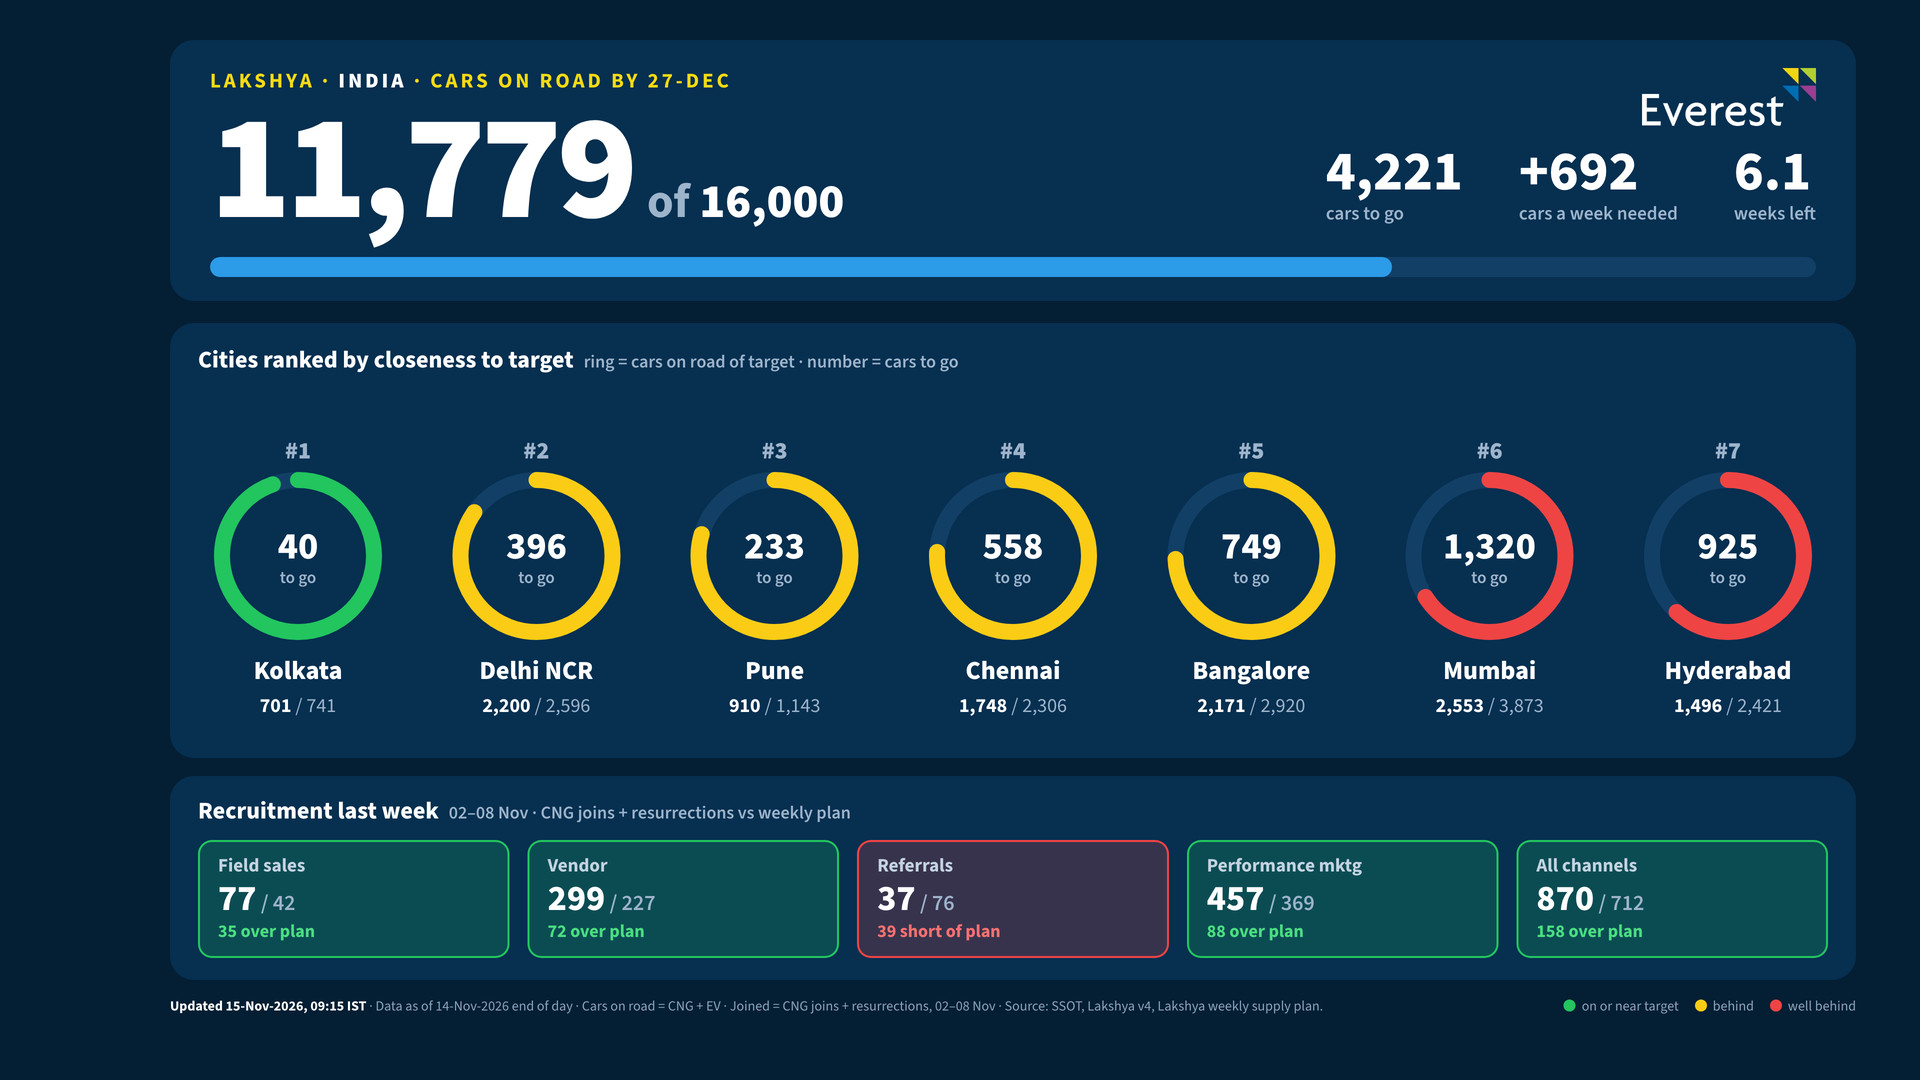 LAKSHYA · INDIA · CARS ON ROAD BY 27-DEC
Everest
11,779 of 16,000
4,221 +692 6.1
cars to go cars a week needed weeks left
Cities ranked by closeness to target ring = cars on road of target · number = cars to go
#1 #2 #3 #4 #5 #6 #7
40 396 233 558 749 1,320 925
to go to go to go to go to go to go to go
Kolkata Delhi NCR Pune Chennai Bangalore Mumbai Hyderabad
701 / 741 2,200 / 2,596 910 / 1,143 1,748 / 2,306 2,171 / 2,920 2,553 / 3,873 1,496 / 2,421
Recruitment last week 02–08 Nov · CNG joins + resurrections vs weekly plan
Field sales Vendor Referrals Performance mktg All channels
77 / 42 299 / 227 37 / 76 457 / 369 870 / 712
35 over plan 72 over plan 39 short of plan 88 over plan 158 over plan
Updated 15-Nov-2026, 09:15 IST · Data as of 14-Nov-2026 end of day · Cars on road = CNG + EV · Joined = CNG joins + resurrections, 02–08 Nov · Source: SSOT, Lakshya v4, Lakshya weekly supply plan. on or near target behind well behind